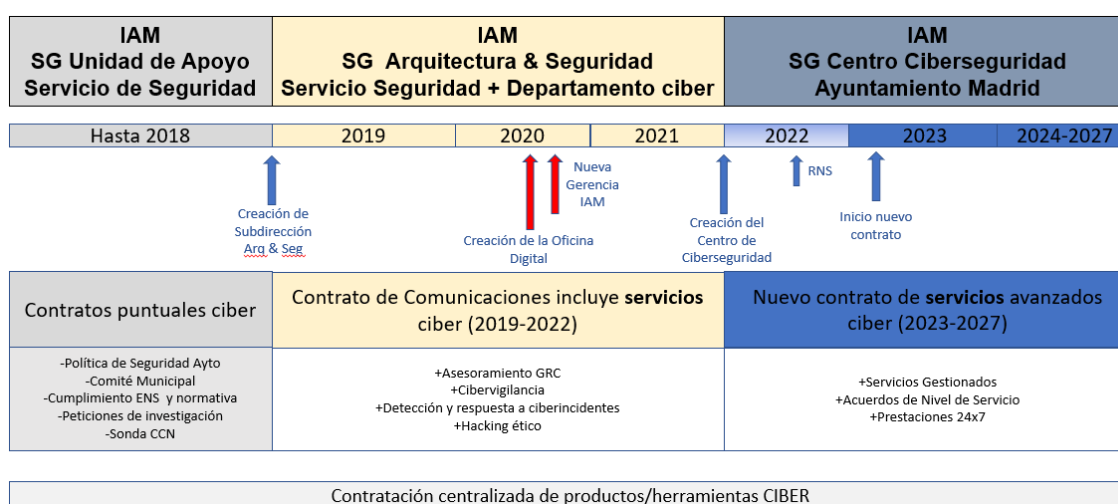 IAM
SG Unidad de Apoyo
Servicio de Seguridad
IAM
SG Arquitectura & Seguridad
Servicio Seguridad + Departamento ciber
IAM
SG Centro Ciberseguridad
Ayuntamiento Madrid
Hasta 2018
2019
2020
2021
2022
2023
2024-2027
Creación de
Subdirección
Arq & Seg
Nueva
Gerencia
IAM
Creación de la Oficina
Digital
Creación del
Centro de
Ciberseguridad
RNS
Inicio nuevo
contrato
Contratos puntuales ciber
Contrato de Comunicaciones incluye servicios
ciber (2019-2022)
Nuevo contrato de servicios avanzados
ciber (2023-2027)
-Política de Seguridad Ayto
-Comité Municipal
-Cumplimiento ENS y normativa
-Peticiones de investigación
-Sonda CCN
+Asesoramiento GRC
+Cibervigilancia
+Detección y respuesta a ciberincidentes
+Hacking ético
+Servicios Gestionados
+Acuerdos de Nivel de Servicio
+Prestaciones 24x7
Contratación centralizada de productos/herramientas CIBER